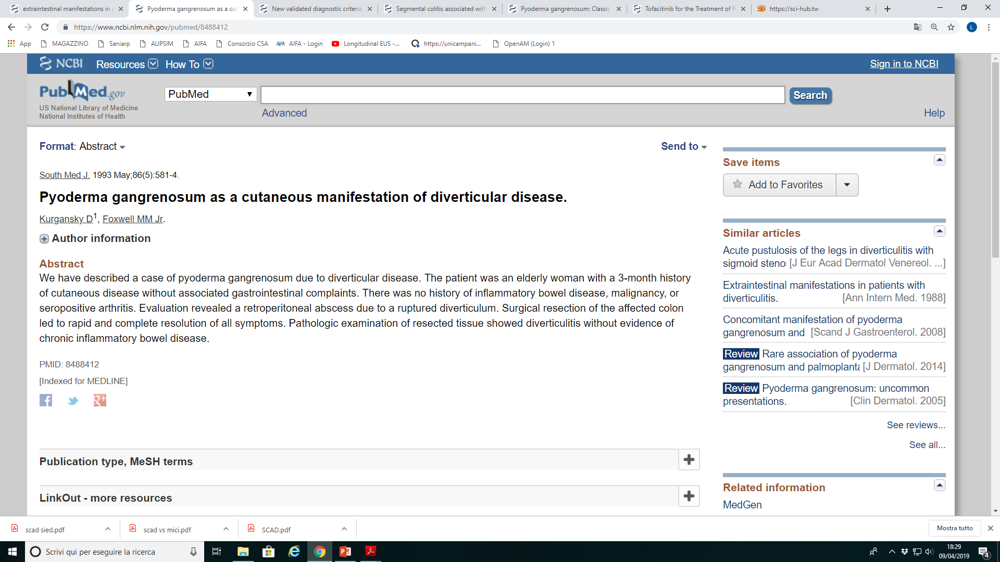 extraintestinal manifestations in
Pyoderma gangrenosum as a cut
New validated diagnostic criteria
Segmental colitis associated with
Pyoderma gangrenosum: Classic
Tofacitinib for the Treatment of P
https://sci-hub.tw
https://www.ncbi.nlm.nih.gov/pubmed/8488412
L
App
MAGAZZINO
Saniarp
AUPSIM
AIFA
Consorzio CSA
AIFA - Login
Longitudinal EUS -...
https://unicampani...
OpenAM (Login) 1
NCBI Resources How To Sign in to NCBI
PubMed.gov
US National Library of Medicine
National Institutes of Health
PubMed
Search
Advanced
Help
Format: Abstract
Send to
South Med J. 1993 May;86(5):581-4.
Pyoderma gangrenosum as a cutaneous manifestation of diverticular disease.
Kurgansky D1, Foxwell MM Jr.
Author information
Abstract
We have described a case of pyoderma gangrenosum due to diverticular disease. The patient was an elderly woman with a 3-month history
of cutaneous disease without associated gastrointestinal complaints. There was no history of inflammatory bowel disease, malignancy, or
seropositive arthritis. Evaluation revealed a retroperitoneal abscess due to a ruptured diverticulum. Surgical resection of the affected colon
led to rapid and complete resolution of all symptoms. Pathologic examination of resected tissue showed diverticulitis without evidence of
chronic inflammatory bowel disease.
PMID: 8488412
[Indexed for MEDLINE]
f
g+
Publication type, MeSH terms
LinkOut - more resources
Save items
Add to Favorites
Similar articles
Acute pustulosis of the legs in diverticulitis with
sigmoid steno [J Eur Acad Dermatol Venereol. ...]
Extraintestinal manifestations in patients with
diverticulitis. [Ann Intern Med. 1988]
Concomitant manifestation of pyoderma
gangrenosum and [Scand J Gastroenterol. 2008]
Review Rare association of pyoderma
gangrenosum and palmoplanta [J Dermatol. 2014]
Review Pyoderma gangrenosum: uncommon
presentations. [Clin Dermatol. 2005]
See reviews...
See all...
Related information
MedGen
scad sied.pdf
scad vs mici.pdf
SCAD.pdf
Mostra tutto
Scrivi qui per eseguire la ricerca
18:29
09/04/2019
4